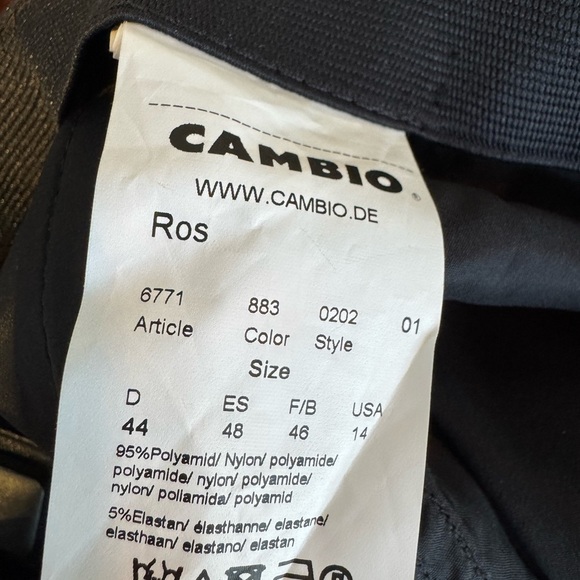 CAMBIO®
WWW.CAMBIO.DE
Ros
6771 883 0202 01
Article Color Style
Size
D ES F/B USA
44 48 46 14
95%Polyamid/ Nylon/ polyamide/
polyamide/ nylon/ polyamide/
nylon/ poliamida/ polyamid
5%Elastan/ élasthanne/ elastane/
elasthaan/ elastano/ elastan